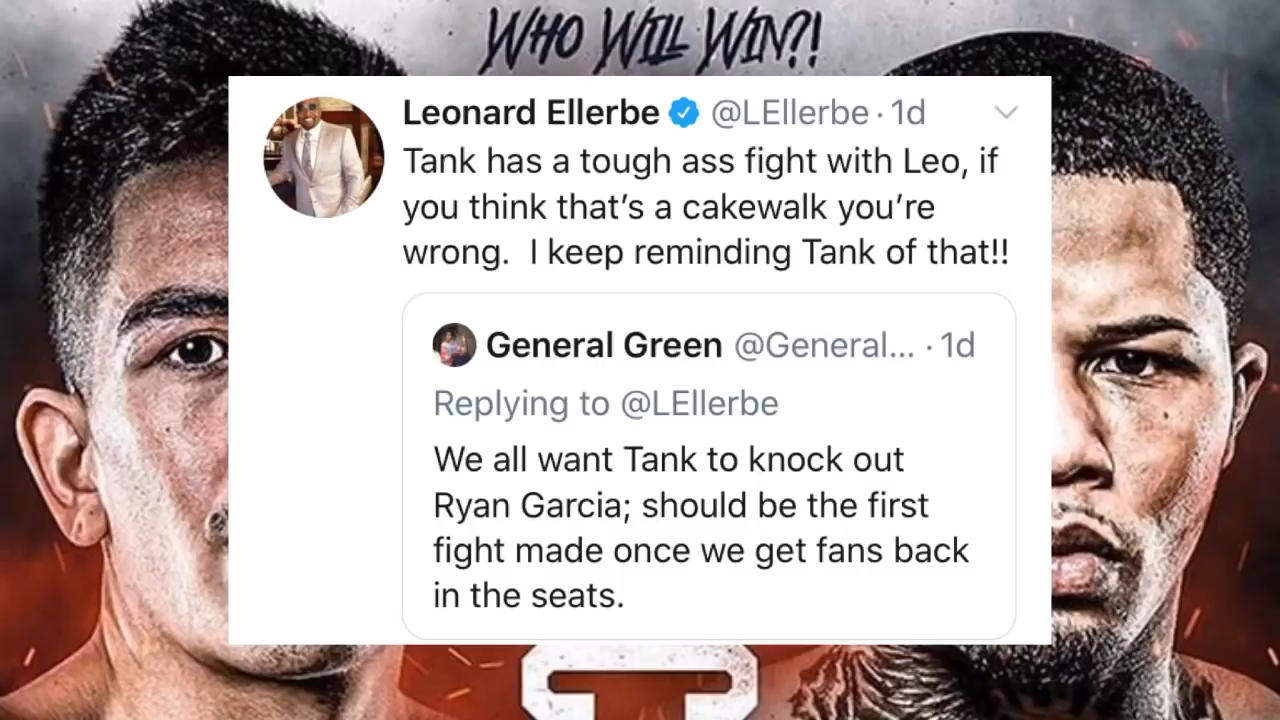 WHO WILL WIN?!
Leonard Ellerbe @LEllerbe · 1d
Tank has a tough ass fight with Leo, if
you think that’s a cakewalk you’re
wrong.  I keep reminding Tank of that!!
General Green @General... · 1d
Replying to @LEllerbe
We all want Tank to knock out
Ryan Garcia; should be the first
fight made once we get fans back
in the seats.